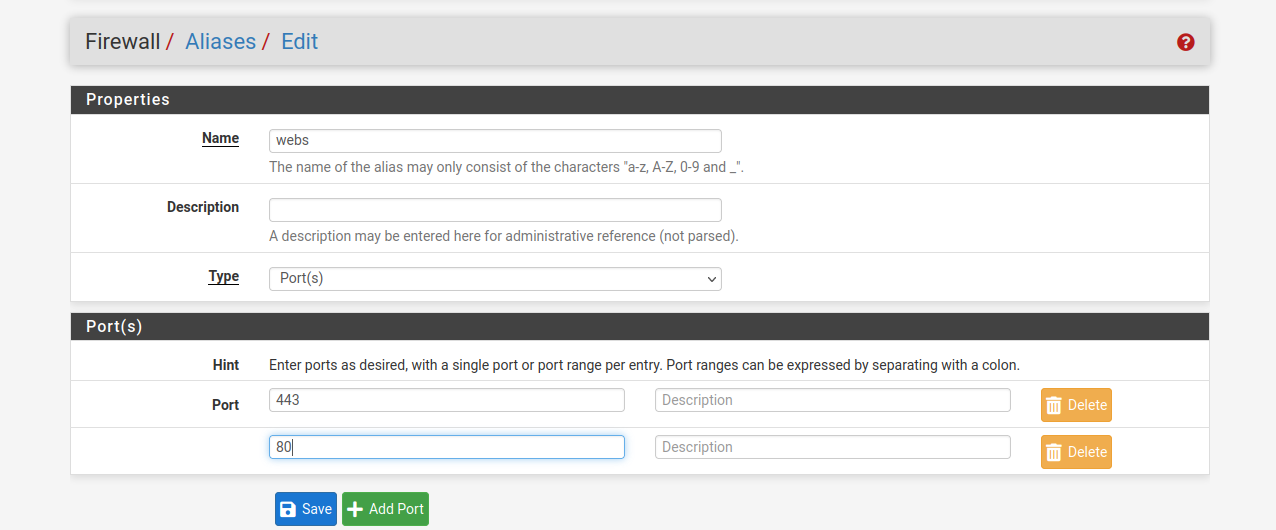 Firewall / Aliases / Edit
Properties
Name webs
The name of the alias may only consist of the characters "a-z, A-Z, 0-9 and _".
Description
A description may be entered here for administrative reference (not parsed).
Type Port(s)
Port(s)
Hint Enter ports as desired, with a single port or port range per entry. Port ranges can be expressed by separating with a colon.
Port 443 Description Delete
80 Description Delete
Save Add Port